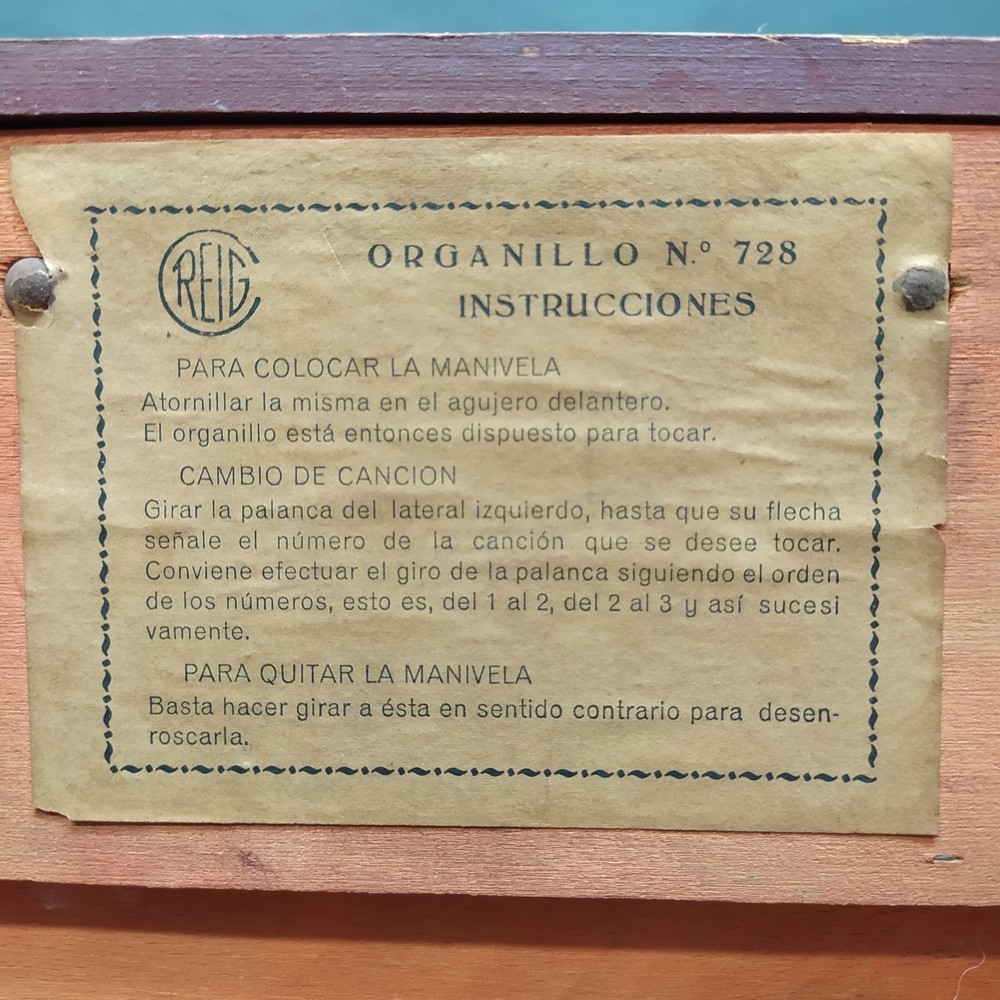 REIG
ORGANILLO N.º 728
INSTRUCCIONES
PARA COLOCAR LA MANIVELA
Atornillar la misma en el agujero delantero.
El organillo está entonces dispuesto para tocar.
CAMBIO DE CANCION
Girar la palanca del lateral izquierdo, hasta que su flecha
señale el número de la canción que se desee tocar.
Conviene efectuar el giro de la palanca siguiendo el orden
de los números, esto es, del 1 al 2, del 2 al 3 y así sucesi
vamente.
PARA QUITAR LA MANIVELA
Basta hacer girar a ésta en sentido contrario para desen-
roscarla.